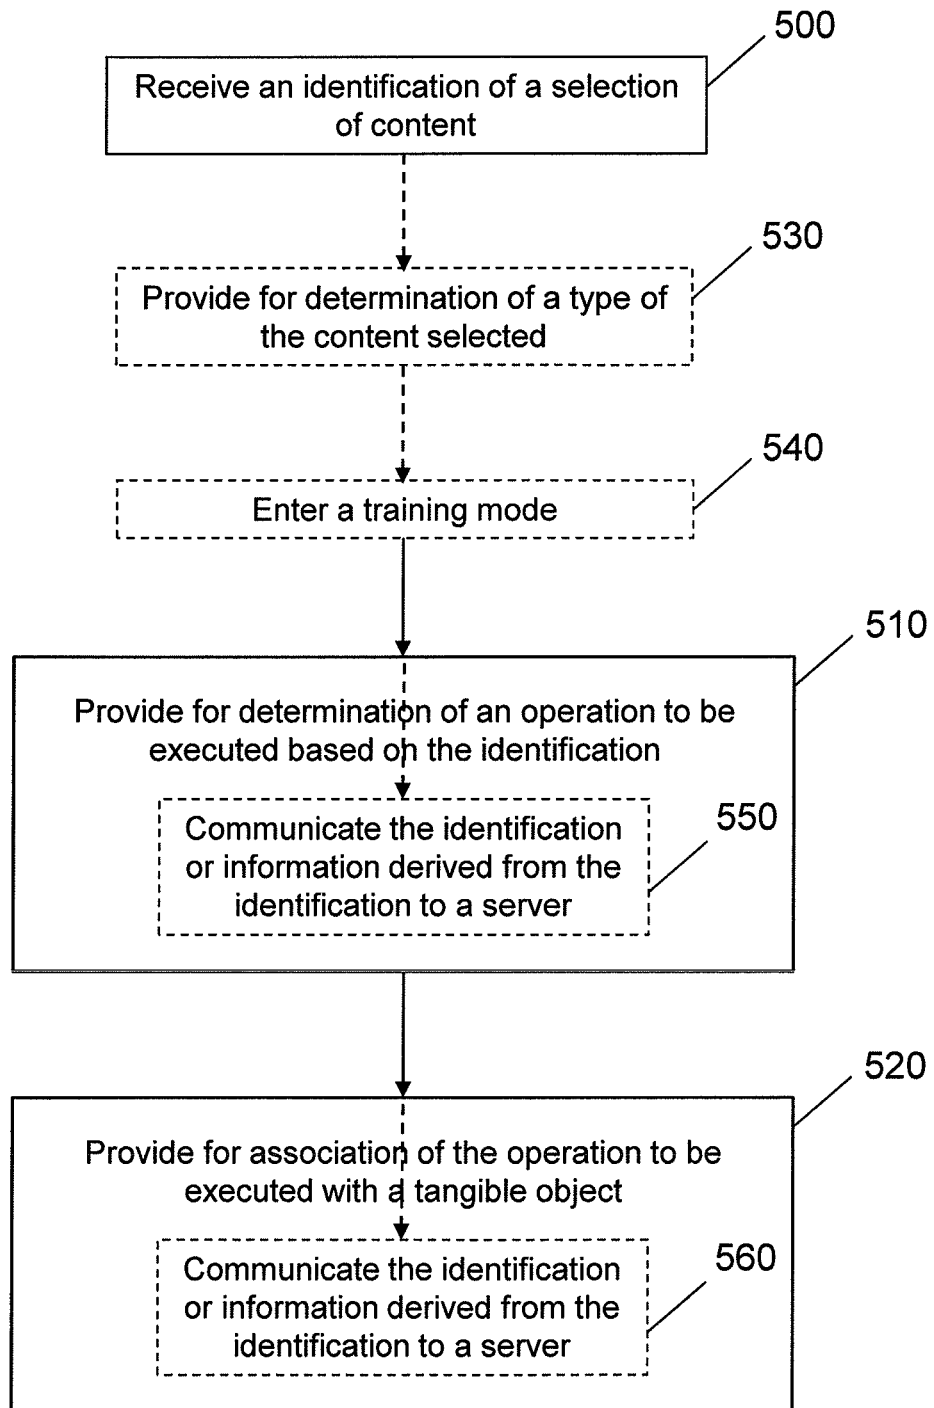 500
Receive an identification of a selection
of content
530
Provide for determination of a type of
the content selected
540
Enter a training mode
510
Provide for determination of an operation to be
executed based on the identification
550
Communicate the identification
or information derived from the
identification to a server
520
Provide for association of the operation to be
executed with a tangible object
560
Communicate the identification
or information derived from the
identification to a server